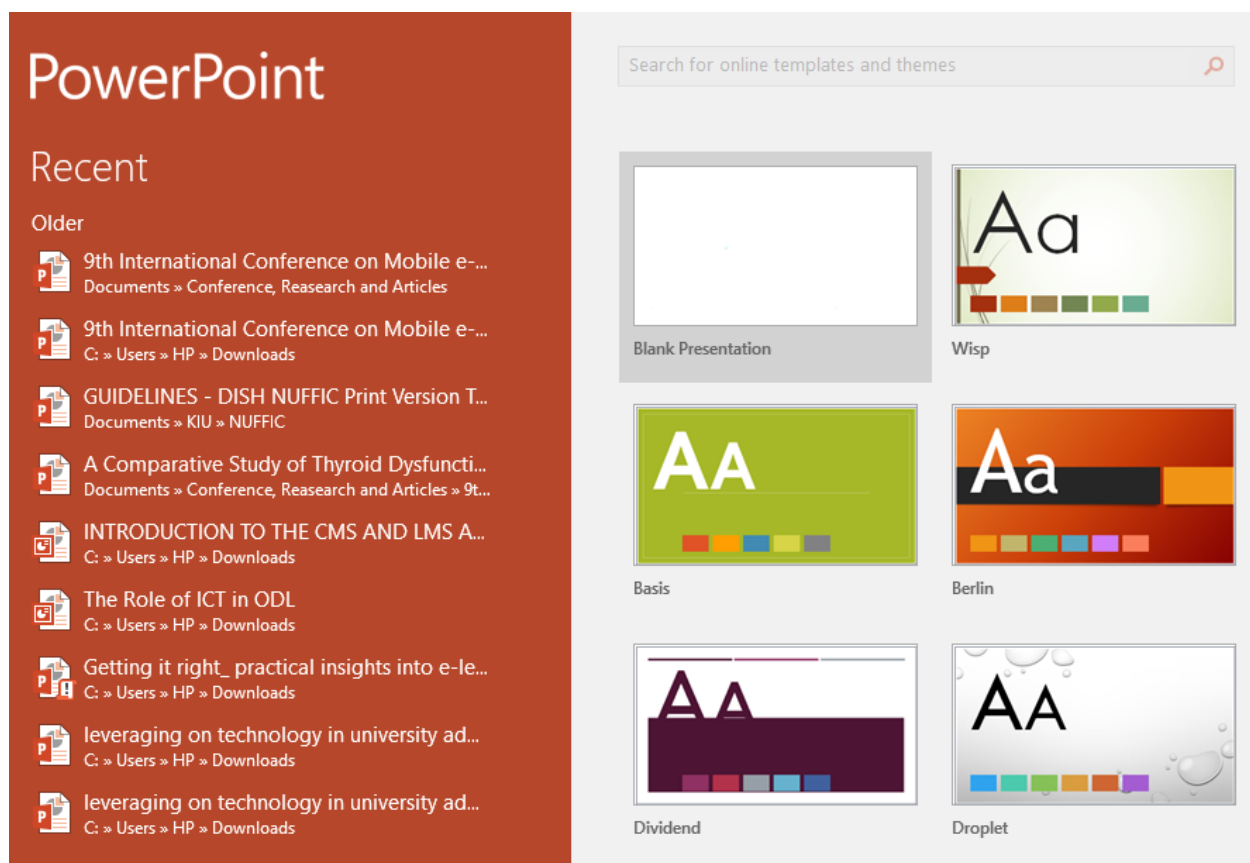 PowerPoint
Recent
Older
9th International Conference on Mobile e-...
Documents » Conference, Reasearch and Articles
9th International Conference on Mobile e-...
C: » Users » HP » Downloads
GUIDELINES - DISH NUFFIC Print Version T...
Documents » KIU » NUFFIC
A Comparative Study of Thyroid Dysfuncti...
Documents » Conference, Reasearch and Articles » 9t...
INTRODUCTION TO THE CMS AND LMS A...
C: » Users » HP » Downloads
The Role of ICT in ODL
C: » Users » HP » Downloads
Getting it right_ practical insights into e-le...
C: » Users » HP » Downloads
leveraging on technology in university ad...
C: » Users » HP » Downloads
leveraging on technology in university ad...
C: » Users » HP » Downloads
Search for online templates and themes
Aa
Blank Presentation
Wisp
AA
Aa
Basis
Berlin
AA
AA
Dividend
Droplet